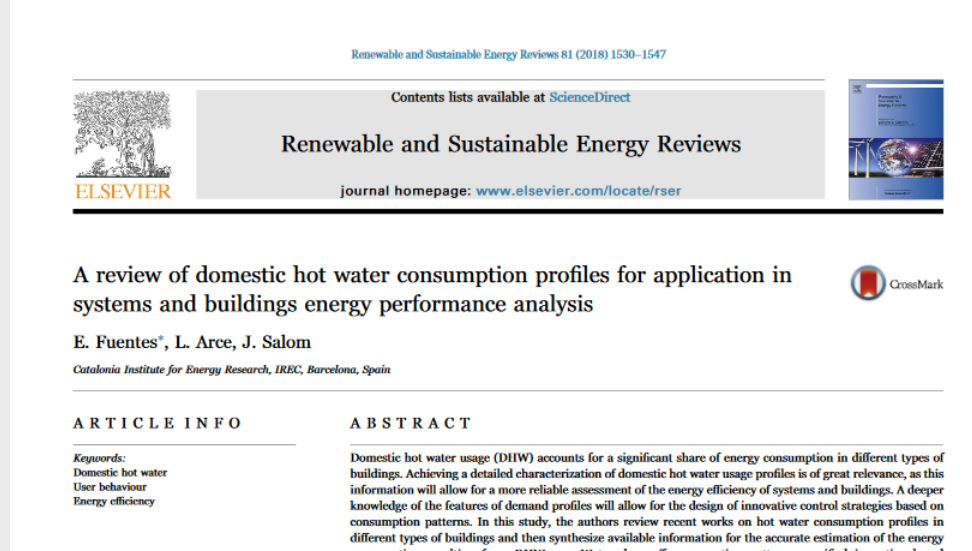 Renewable and Sustainable Energy Reviews 81 (2018) 1530–1547
Contents lists available at ScienceDirect
Renewable and Sustainable Energy Reviews
journal homepage: www.elsevier.com/locate/rser
ELSEVIER
A review of domestic hot water consumption profiles for application in
systems and buildings energy performance analysis
CrossMark
E. Fuentes*, L. Arce, J. Salom
Catalonia Institute for Energy Research, IREC, Barcelona, Spain
ARTICLE INFO
Keywords:
Domestic hot water
User behaviour
Energy efficiency
ABSTRACT
Domestic hot water usage (DHW) accounts for a significant share of energy consumption in different types of
buildings. Achieving a detailed characterization of domestic hot water usage profiles is of great relevance, as this
information will allow for a more reliable assessment of the energy efficiency of systems and buildings. A deeper
knowledge of the features of demand profiles will allow for the design of innovative control strategies based on
consumption patterns. In this study, the authors review recent works on hot water consumption profiles in
different types of buildings and then synthesize available information for the accurate estimation of the energy